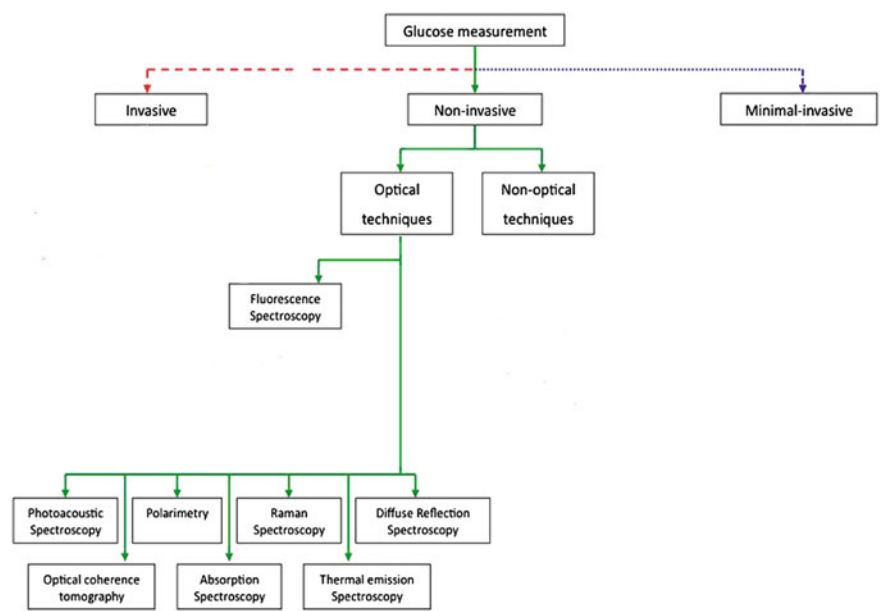 Glucose measurement
Invasive
Non-invasive
Minimal-invasive
Optical
techniques
Non-optical
techniques
Fluorescence
Spectroscopy
Photoacoustic
Spectroscopy
Polarimetry
Raman
Spectroscopy
Diffuse Reflection
Spectroscopy
Optical coherence
tomography
Absorption
Spectroscopy
Thermal emission
Spectroscopy